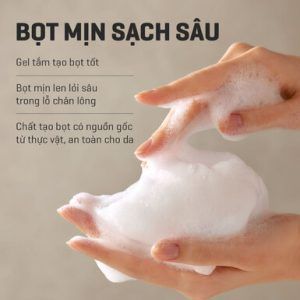 BỌT MỊN SẠCH SÂU
Gel tắm tạo bọt tốt
Bọt mịn len lỏi sâu
trong lỗ chân lông
Chất tạo bọt có nguồn gốc
từ thực vật, an toàn cho da